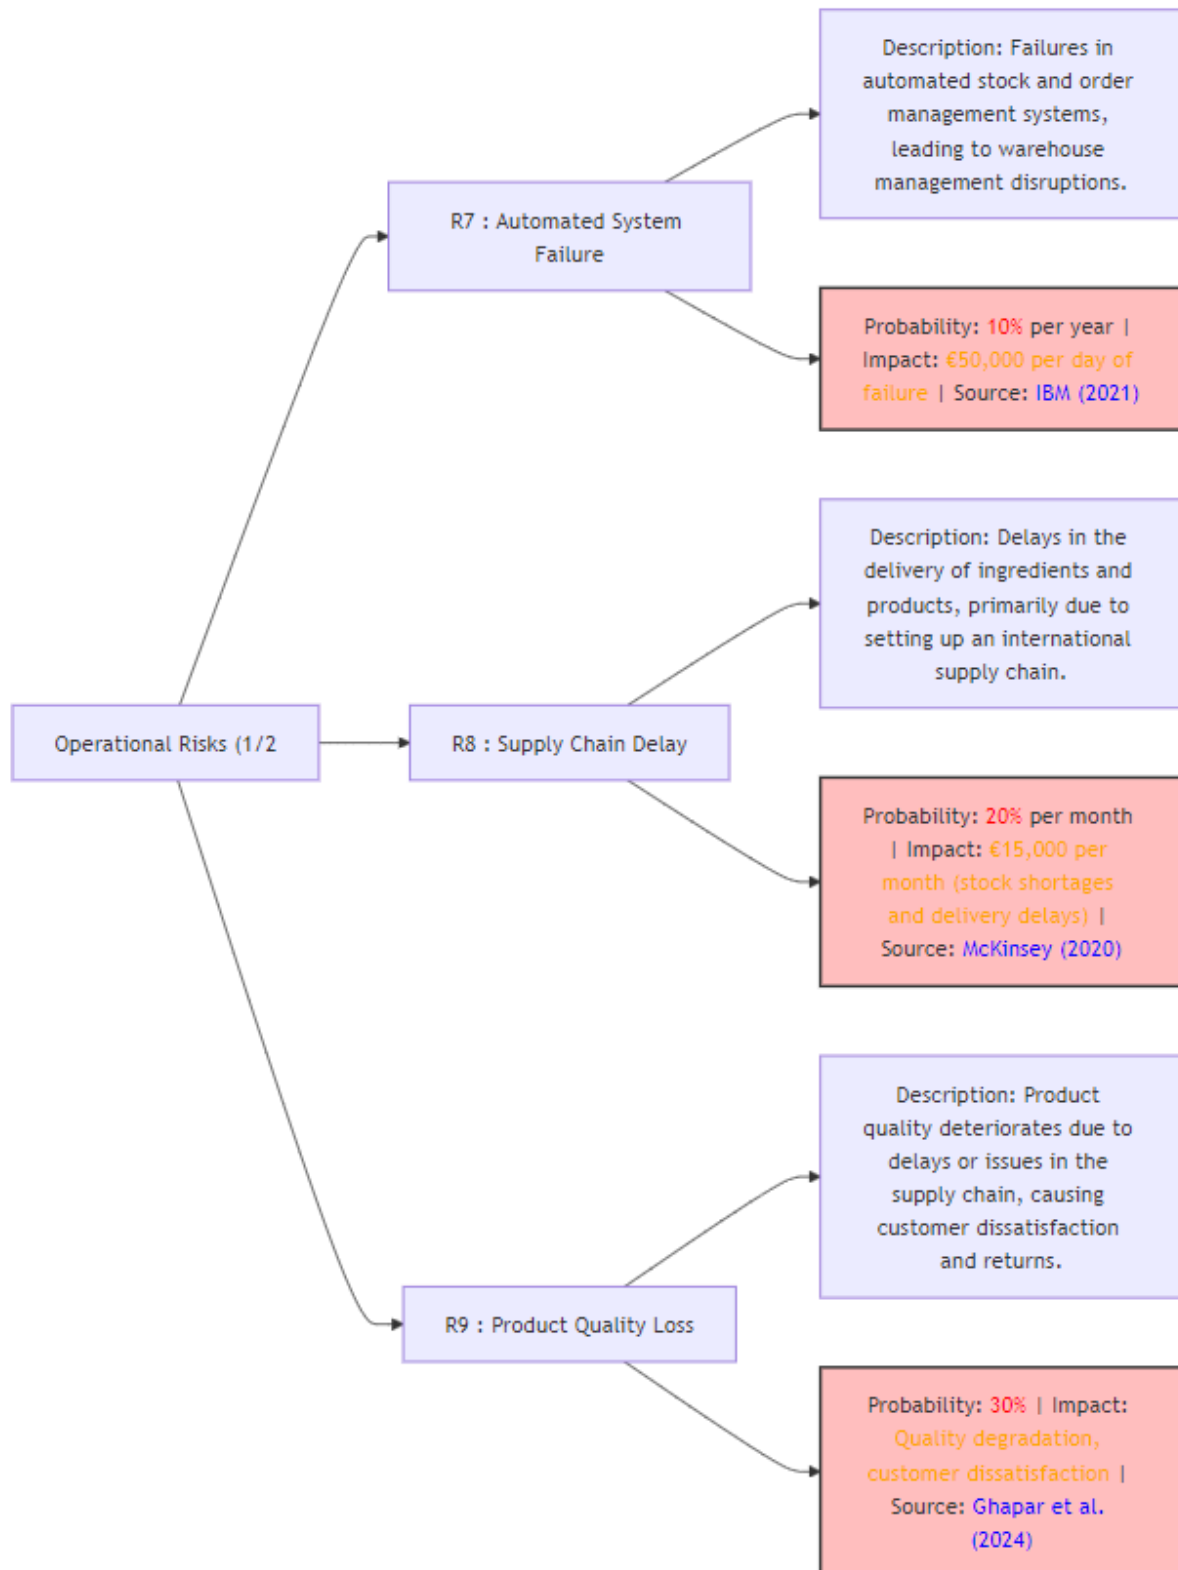 Operational Risks (1/2
R7 : Automated System
Failure
Description: Failures in
automated stock and order
management systems,
leading to warehouse
management disruptions.
Probability: 10% per year |
Impact: €50,000 per day of
failure | Source: IBM (2021)
R8 : Supply Chain Delay
Description: Delays in the
delivery of ingredients and
products, primarily due to
setting up an international
supply chain.
Probability: 20% per month
| Impact: €15,000 per
month (stock shortages
and delivery delays) |
Source: McKinsey (2020)
R9 : Product Quality Loss
Description: Product
quality deteriorates due to
delays or issues in the
supply chain, causing
customer dissatisfaction
and returns.
Probability: 30% | Impact:
Quality degradation,
customer dissatisfaction |
Source: Ghapar et al.
(2024)